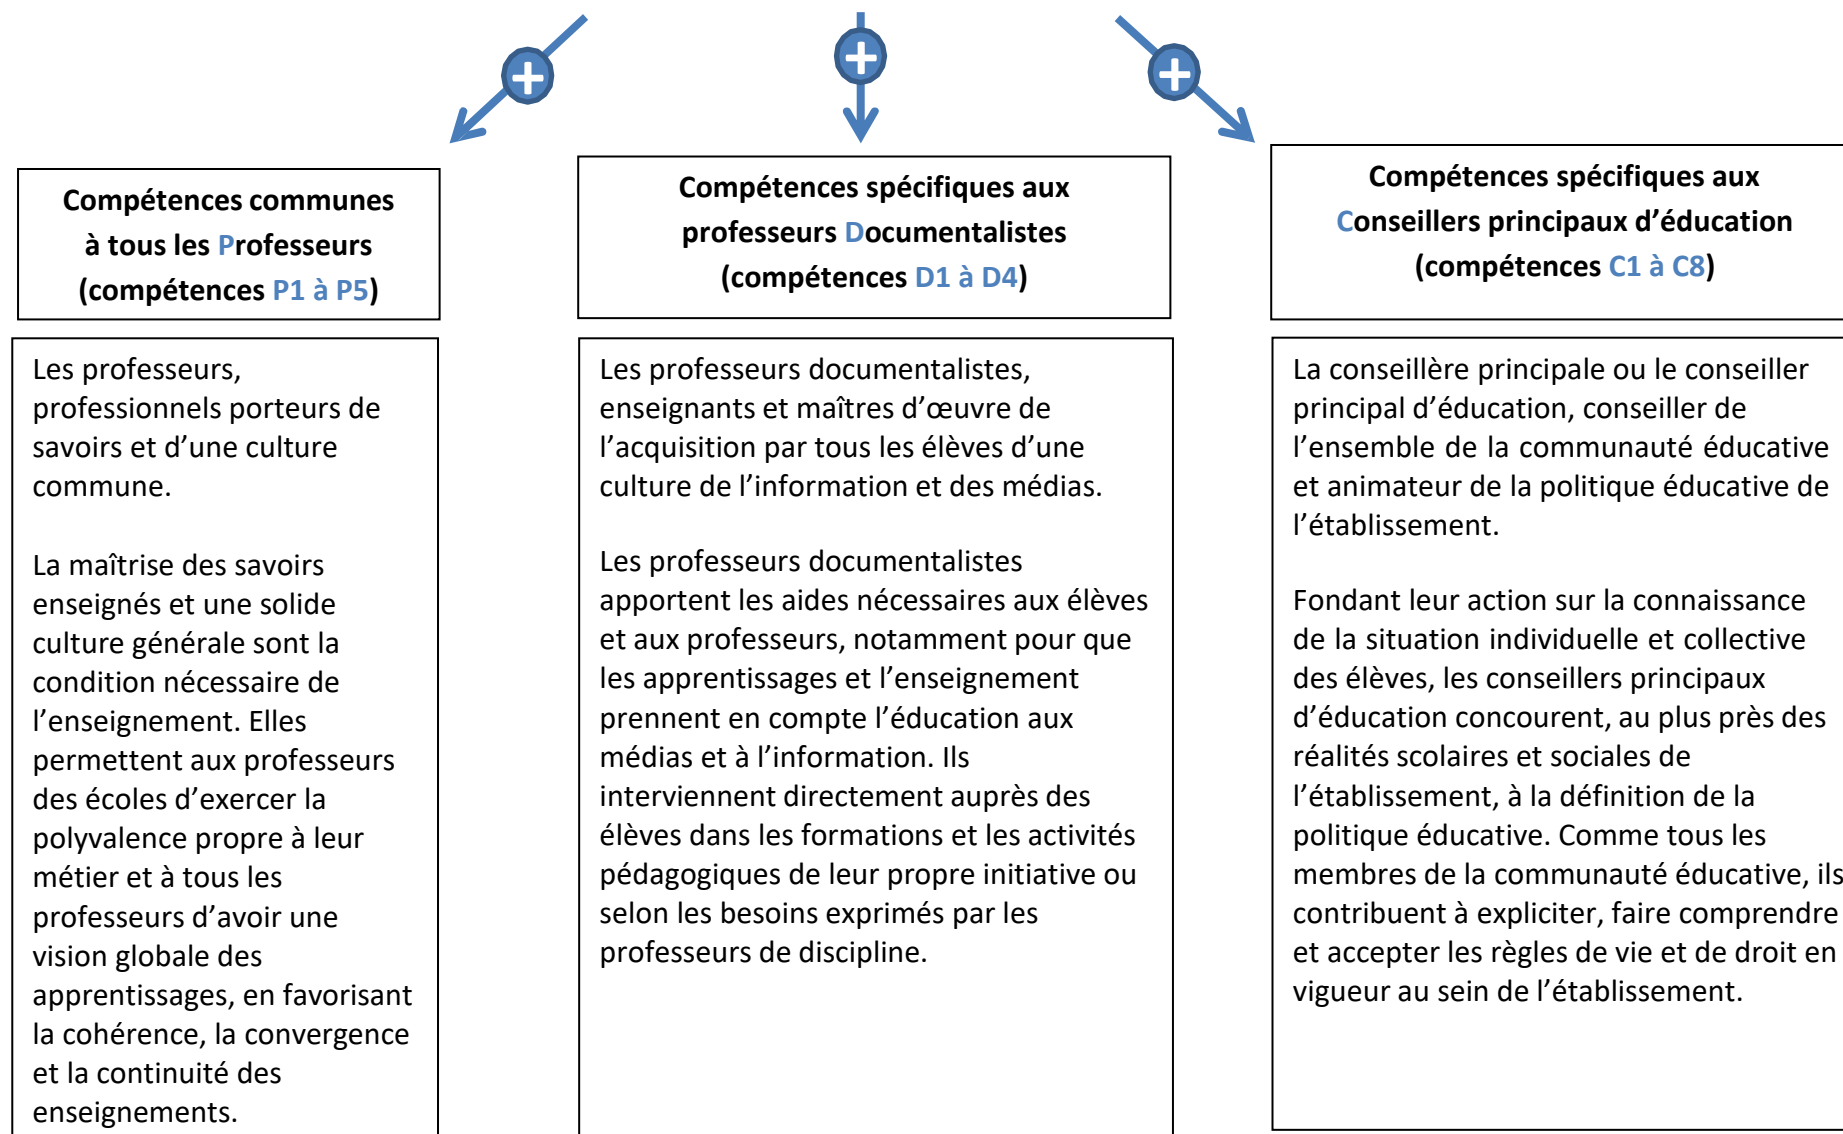 Compétences communes
à tous les Professeurs
(compétences P1 à P5)
Les professeurs,
professionnels porteurs de
savoirs et d’une culture
commune.
La maîtrise des savoirs
enseignés et une solide
culture générale sont la
condition nécessaire de
l’enseignement. Elles
permettent aux professeurs
des écoles d’exercer la
polyvalence propre à leur
métier et à tous les
professeurs d’avoir une
vision globale des
apprentissages, en favorisant
la cohérence, la convergence
et la continuité des
enseignements.
Compétences spécifiques aux
professeurs Documentalistes
(compétences D1 à D4)
Les professeurs documentalistes,
enseignants et maîtres d’œuvre de
l’acquisition par tous les élèves d’une
culture de l’information et des médias.
Les professeurs documentalistes
apportent les aides nécessaires aux élèves
et aux professeurs, notamment pour que
les apprentissages et l’enseignement
prennent en compte l’éducation aux
médias et à l’information. Ils
interviennent directement auprès des
élèves dans les formations et les activités
pédagogiques de leur propre initiative ou
selon les besoins exprimés par les
professeurs de discipline.
Compétences spécifiques aux
Conseillers principaux d’éducation
(compétences C1 à C8)
La conseillère principale ou le conseiller
principal d’éducation, conseiller de
l’ensemble de la communauté éducative
et animateur de la politique éducative de
l’établissement.
Fondant leur action sur la connaissance
de la situation individuelle et collective
des élèves, les conseillers principaux
d’éducation concourent, au plus près des
réalités scolaires et sociales de
l’établissement, à la définition de la
politique éducative. Comme tous les
membres de la communauté éducative, ils
contribuent à expliciter, faire comprendre
et accepter les règles de vie et de droit en
vigueur au sein de l’établissement.